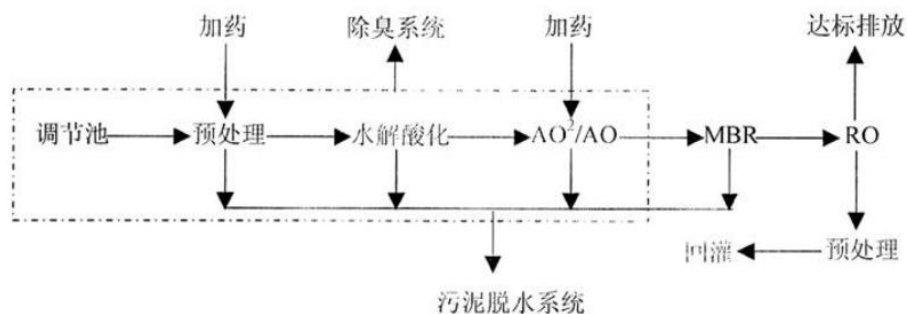 加药
除臭系统
加药
达标排放
调节池
预处理
水解酸化
AO²/AO
MBR
RO
回灌
预处理
污泥脱水系统